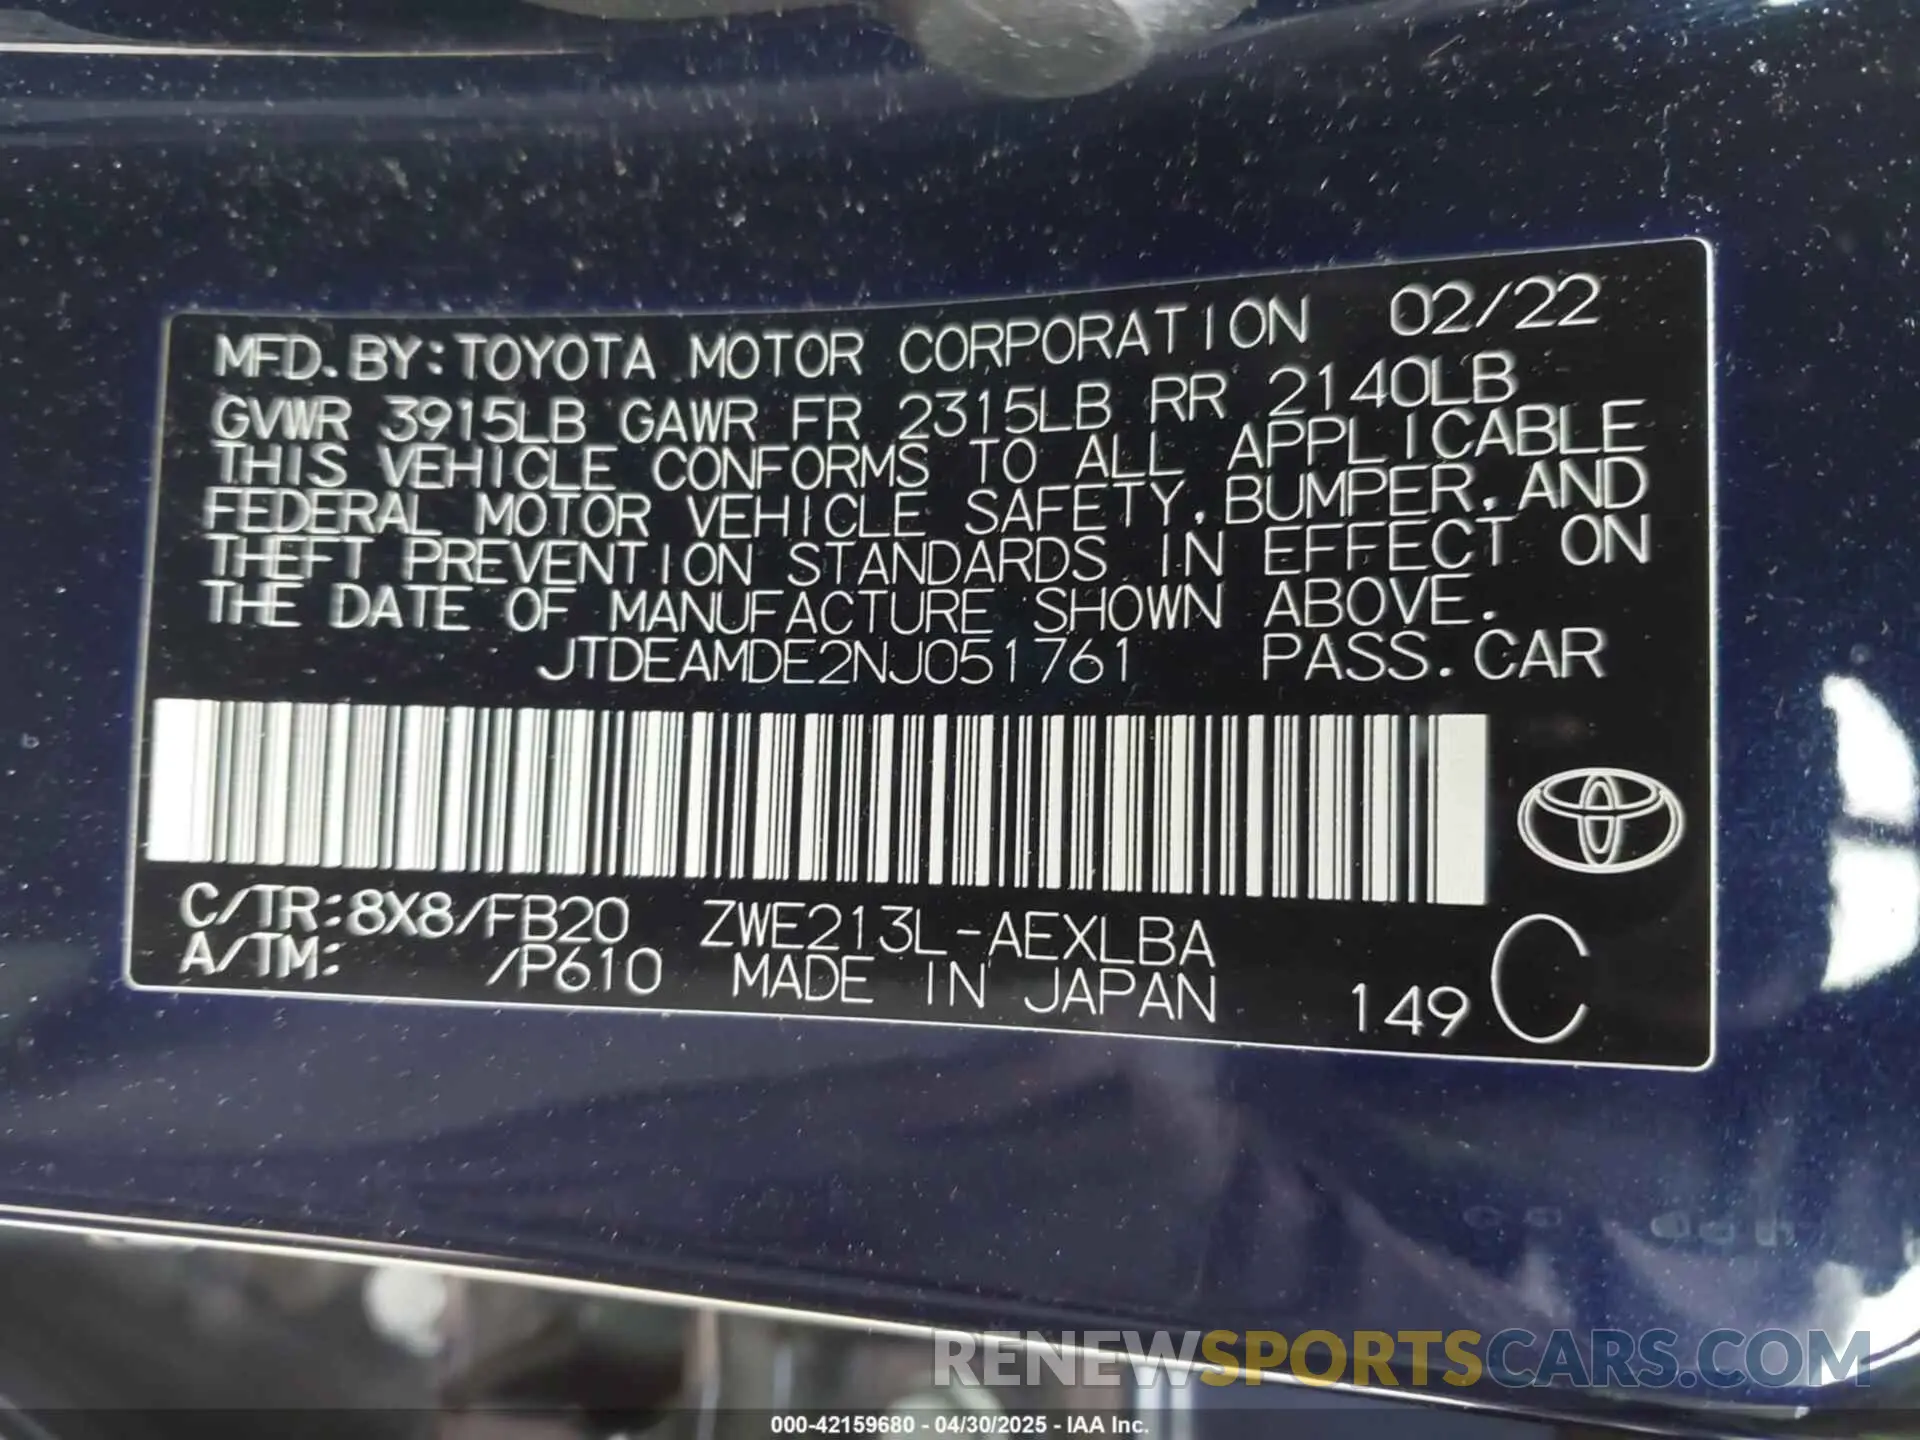 MFD. BY: TOYOTA MOTOR CORPORATION 02/22
GVWR 3915LB GAWR FR 2315LB RR 2140LB
THIS VEHICLE CONFORMS TO ALL APPLICABLE
FEDERAL MOTOR VEHICLE SAFETY, BUMPER, AND
THEFT PREVENTION STANDARDS IN EFFECT ON
THE DATE OF MANUFACTURE SHOWN ABOVE.
JTDEAMDE2NJ051761 PASS. CAR
C/TR: 8X8/FB20 ZWE213L-AEXLBA
A/TM: /P610 MADE IN JAPAN 149 C
RENEWSPORTSCARS.COM
000-42159680 - 04/30/2025 - IAA Inc.